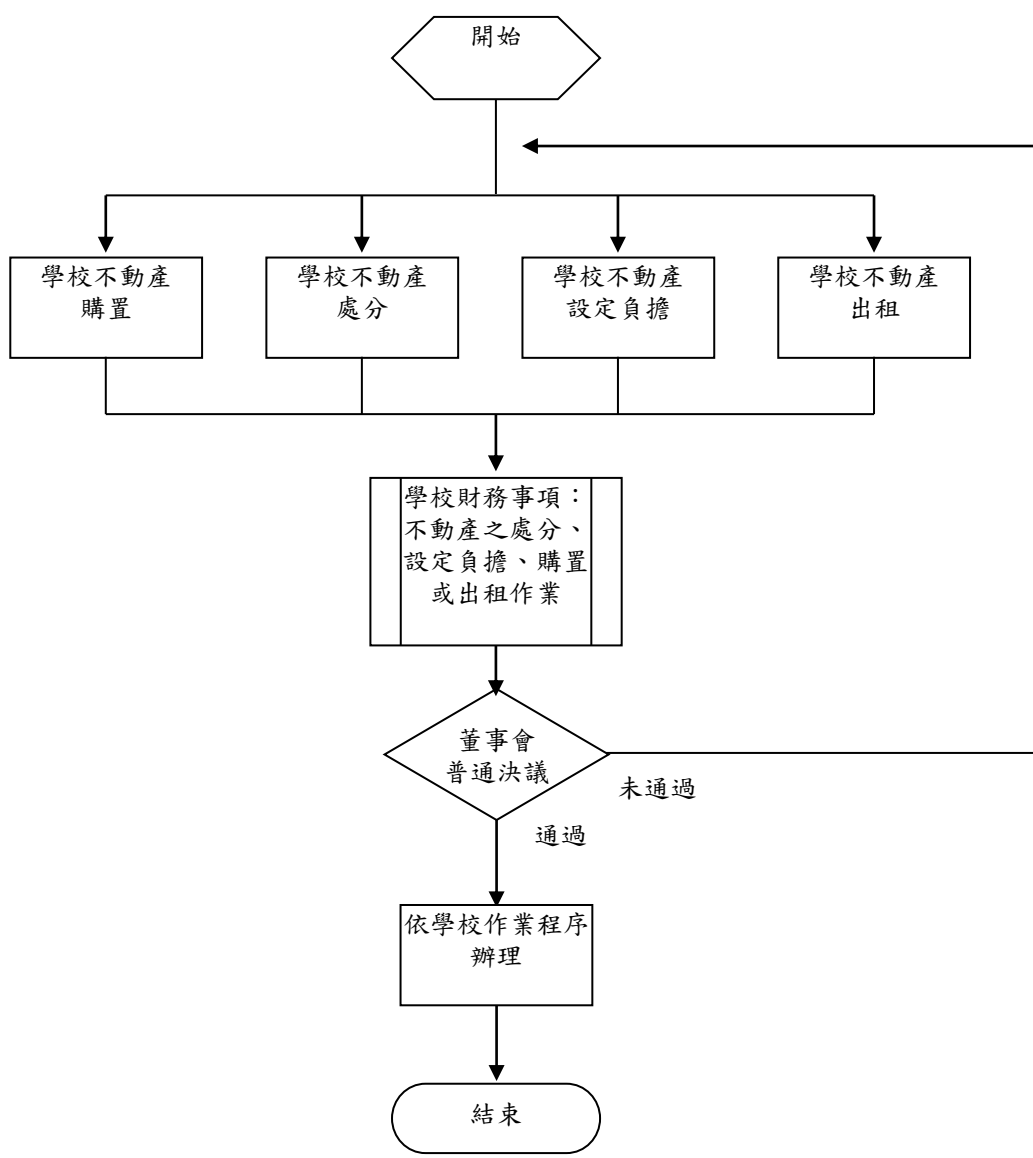 開始
學校不動產
購置
學校不動產
處分
學校不動產
設定負擔
學校不動產
出租
學校財務事項：
不動產之處分、
設定負擔、購置
或出租作業
董事會
普通決議
未通過
通過
依學校作業程序
辦理
結束